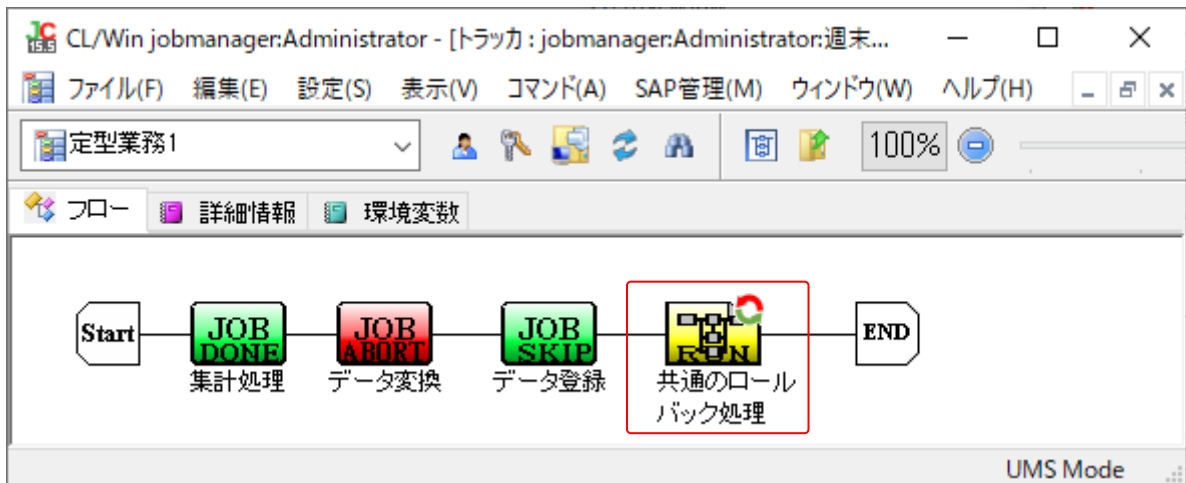 JC
15.5
CL/Win jobmanager:Administrator - [トラッカ : jobmanager:Administrator:週末...
ファイル(F) 編集(E) 設定(S) 表示(V) コマンド(A) SAP管理(M) ウィンドウ(W) ヘルプ(H)
定型業務1
100%
フロー 詳細情報 環境変数
Start
JOB
DONE
集計処理
JOB
ABORT
データ変換
JOB
SKIP
データ登録
RUN
共通のロール
バック処理
END
UMS Mode